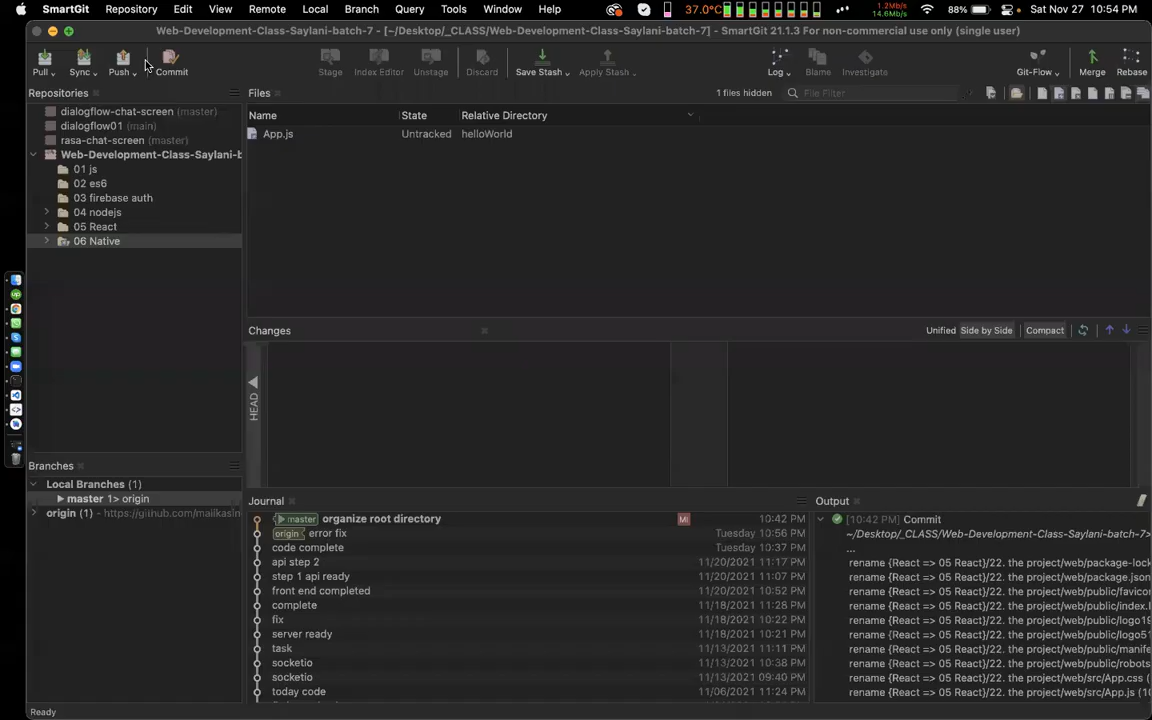 SmartGit Repository Edit View Remote Local Branch Query Tools Window Help 37.0°C 1.2Mb/s 14.6Mb/s 88% Sat Nov 27 10:54 PM
Web-Development-Class-Saylani-batch-7 - [~/Desktop/_CLASS/Web-Development-Class-Saylani-batch-7] - SmartGit 21.1.3 For non-commercial use only (single user)
Pull Sync Push Commit Stage Index Editor Unstage Discard Save Stash Apply Stash Log Blame Investigate Git-Flow Merge Rebase
Repositories
Files
1 files hidden
File Filter
Name State Relative Directory
App.js Untracked helloWorld
dialogflow-chat-screen (master)
dialogflow01 (main)
rasa-chat-screen (master)
Web-Development-Class-Saylani-b
01 js
02 es6
03 firebase auth
04 nodejs
05 React
06 Native
Changes
Unified Side by Side Compact
HEAD
Branches
Local Branches (1)
master 1> origin
origin (1) - https://github.com/malikasin
Journal
master organize root directory MI 10:42 PM
origin error fix Tuesday 10:56 PM
code complete Tuesday 10:37 PM
api step 2 11/20/2021 11:17 PM
step 1 api ready 11/20/2021 11:07 PM
front end completed 11/20/2021 10:52 PM
complete 11/18/2021 11:28 PM
fix 11/18/2021 10:22 PM
server ready 11/18/2021 10:21 PM
task 11/13/2021 11:11 PM
socketio 11/13/2021 10:38 PM
socketio 11/13/2021 09:40 PM
today code 11/06/2021 11:24 PM
Output
[10:42 PM] Commit
~/Desktop/_CLASS/Web-Development-Class-Saylani-batch-7>
...
rename {React => 05 React}/22. the project/web/package-lock
rename {React => 05 React}/22. the project/web/package.json
rename {React => 05 React}/22. the project/web/public/favico
rename {React => 05 React}/22. the project/web/public/index.
rename {React => 05 React}/22. the project/web/public/logo19
rename {React => 05 React}/22. the project/web/public/logo51
rename {React => 05 React}/22. the project/web/public/manife
rename {React => 05 React}/22. the project/web/public/robots
rename {React => 05 React}/22. the project/web/src/App.css (
rename {React => 05 React}/22. the project/web/src/App.js (10
Ready